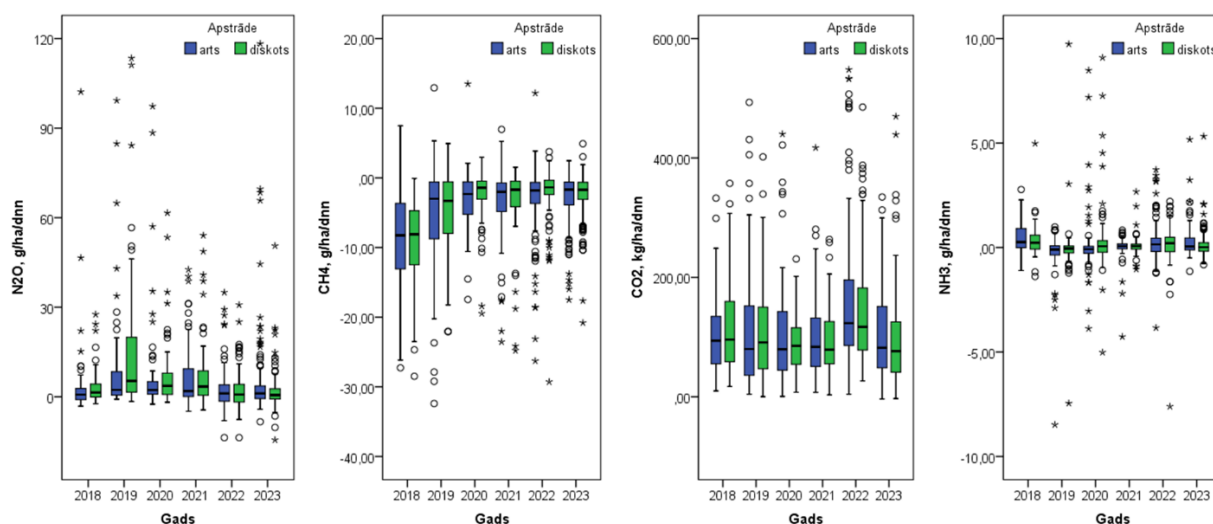 Apstrāde
arts diskots
N2O, g/ha/dnn
120
90
60
30
0
2018 2019 2020 2021 2022 2023
Gads
Apstrāde
arts diskots
CH4, g/ha/dnn
20,00
10,00
,00
-10,00
-20,00
-30,00
-40,00
2018 2019 2020 2021 2022 2023
Gads
Apstrāde
arts diskots
CO2, kg/ha/dnn
600,00
400,00
200,00
,00
2018 2019 2020 2021 2022 2023
Gads
Apstrāde
arts diskots
NH3, g/ha/dnn
10,00
5,00
,00
-5,00
-10,00
2018 2019 2020 2021 2022 2023
Gads